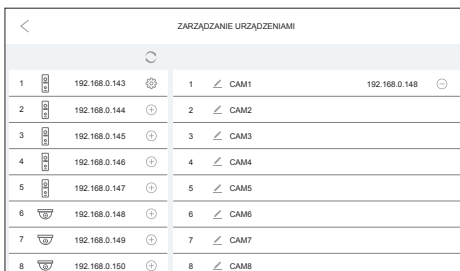 ZARZĄDZANIE URZĄDZENIAMI
1 192.168.0.143 1 CAM1 192.168.0.148
2 192.168.0.144 2 CAM2
3 192.168.0.145 3 CAM3
4 192.168.0.146 4 CAM4
5 192.168.0.147 5 CAM5
6 192.168.0.148 6 CAM6
7 192.168.0.149 7 CAM7
8 192.168.0.150 8 CAM8